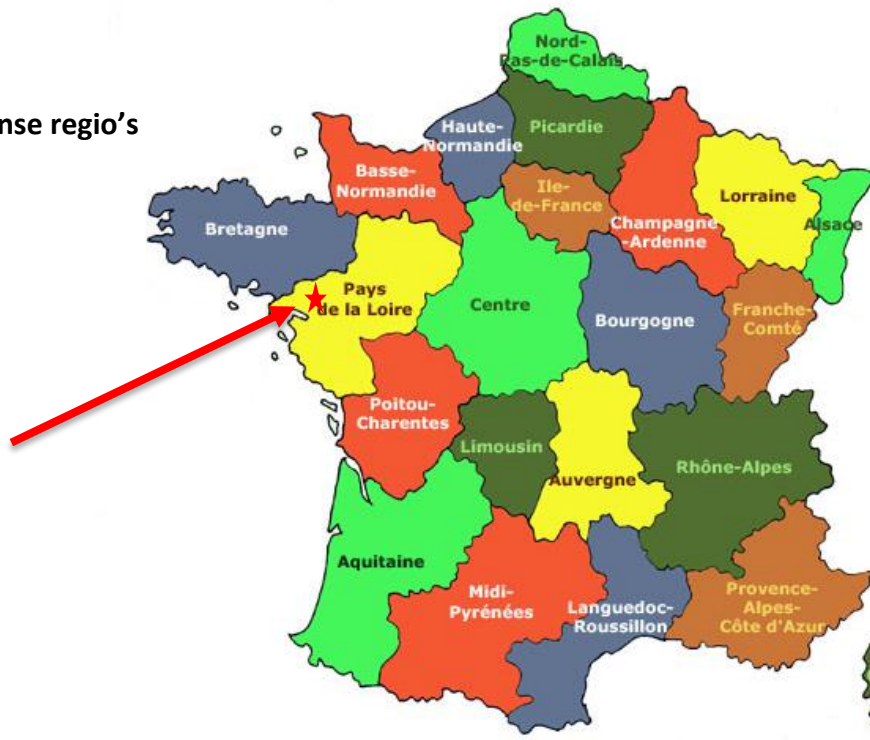 nse regio's
Nord-
Pas-de-Calais
Haute-
Normandie
Picardie
Basse-
Normandie
Ile-
de-France
Champagne
-Ardenne
Lorraine
Alsace
Bretagne
Pays
de la Loire
Centre
Bourgogne
Franche-
Comté
Poitou-
Charentes
Limousin
Auvergne
Rhône-Alpes
Aquitaine
Midi-
Pyrénées
Languedoc-
Roussillon
Provence-
Alpes-
Côte d'Azur